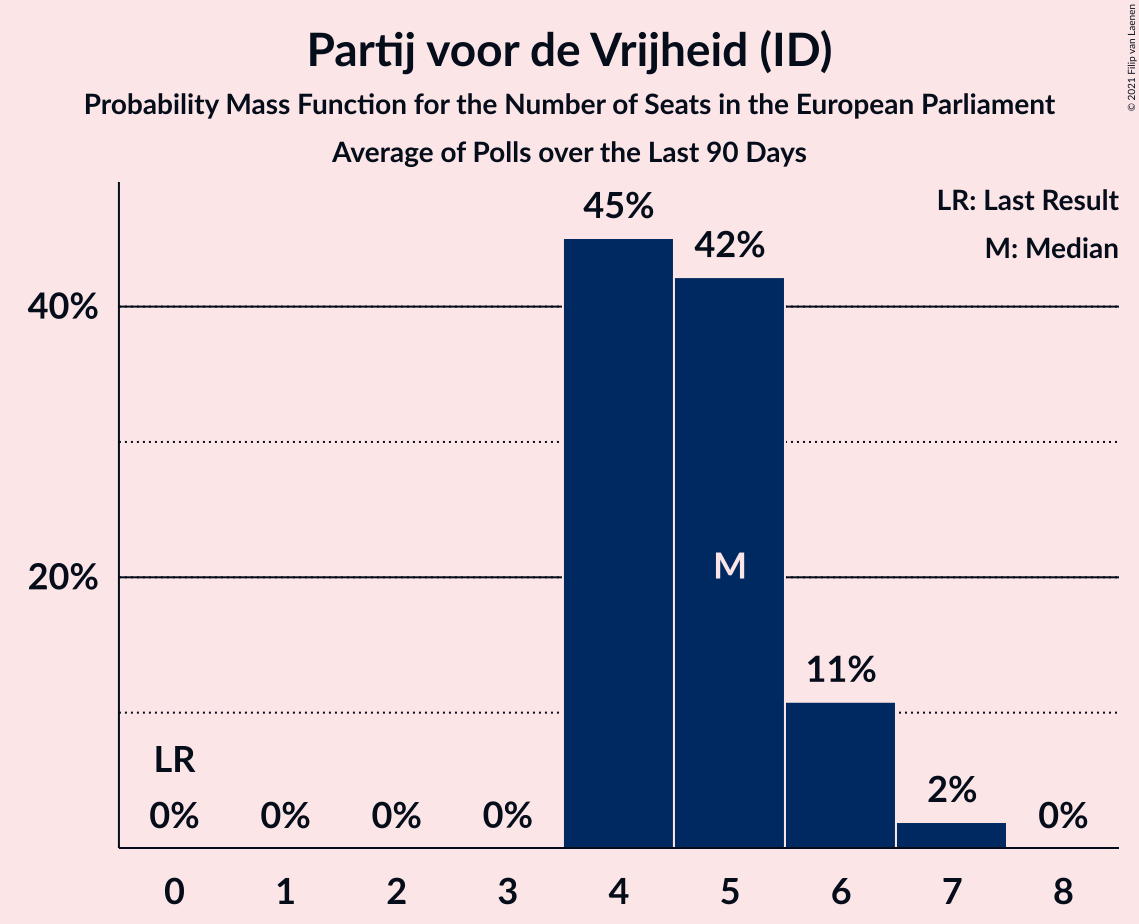 Partij voor de Vrijheid (ID)
Probability Mass Function for the Number of Seats in the European Parliament
Average of Polls over the Last 90 Days
© 2021 Filip van Laenen
LR: Last Result
M: Median
45%
42%
40%
M
20%
11%
LR
2%
0% 0% 0% 0% 0%
0 1 2 3 4 5 6 7 8